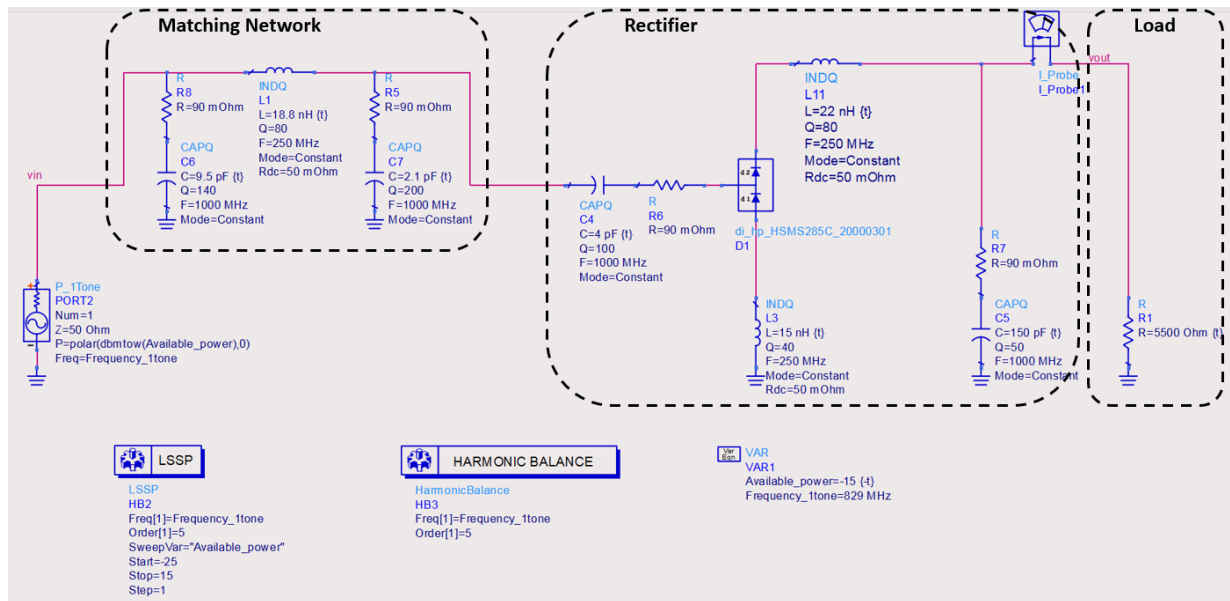 Matching Network
Rectifier
Load
R
R8
R=90 mOhm
CAPQ
C6
C=9.5 pF {t}
Q=140
F=1000 MHz
Mode=Constant
INDQ
L1
L=18.8 nH {t}
Q=80
F=250 MHz
Mode=Constant
Rdc=50 mOhm
R
R5
R=90 mOhm
CAPQ
C7
C=2.1 pF {t}
Q=200
F=1000 MHz
Mode=Constant
vin
P_1Tone
PORT2
Num=1
Z=50 Ohm
P=polar(dbmtow(Available_power),0)
Freq=Frequency_1tone
CAPQ
C4
C=4 pF {t}
Q=100
F=1000 MHz
Mode=Constant
R
R6
R=90 mOhm
di_hp_HSMS285C_20000301
D1
INDQ
L11
L=22 nH {t}
Q=80
F=250 MHz
Mode=Constant
Rdc=50 mOhm
INDQ
L3
L=15 nH {t}
Q=40
F=250 MHz
Mode=Constant
Rdc=50 mOhm
R
R7
R=90 mOhm
CAPQ
C5
C=150 pF {t}
Q=50
F=1000 MHz
Mode=Constant
I_Probe
I_Probe1
vout
R
R1
R=5500 Ohm {t}
LSSP
LSSP
HB2
Freq[1]=Frequency_1tone
Order[1]=5
SweepVar="Available_power"
Start=-25
Stop=15
Step=1
HARMONIC BALANCE
HarmonicBalance
HB3
Freq[1]=Frequency_1tone
Order[1]=5
Var
Eqn
VAR
VAR1
Available_power=-15 {-t}
Frequency_1tone=829 MHz